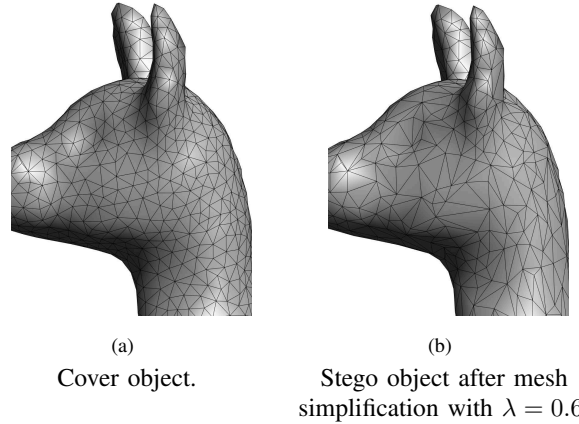 (a)
Cover object.
(b)
Stego object after mesh
simplification with λ = 0.6